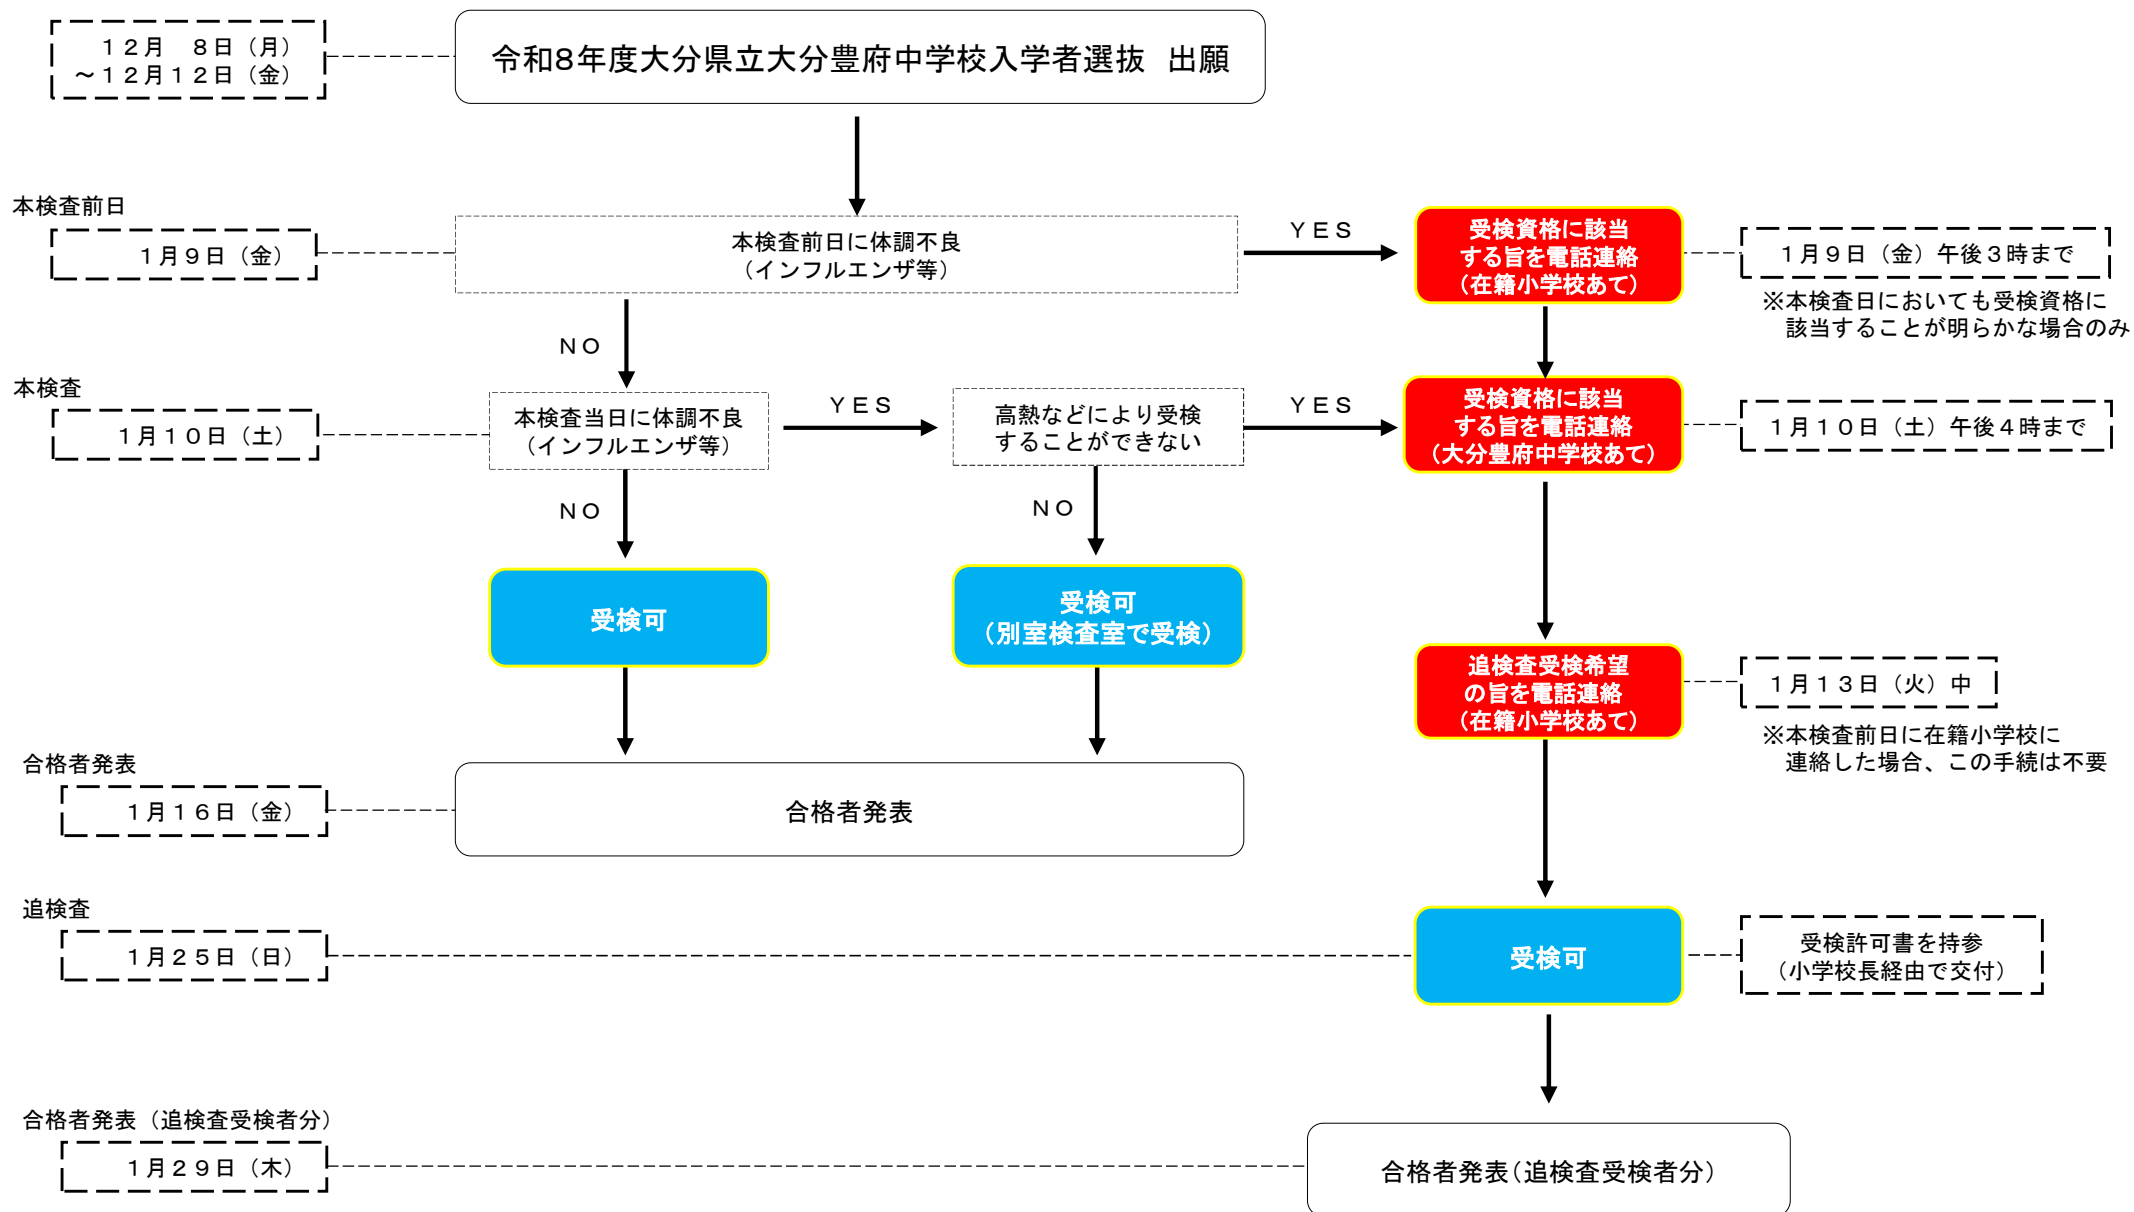 １２月　８日（月）
～１２月１２日（金）
令和８年度大分県立大分豊府中学校入学者選抜　出願
本検査前日
１月９日（金）
本検査前日に体調不良
（インフルエンザ等）
ＹＥＳ
受検資格に該当
する旨を電話連絡
（在籍小学校あて）
１月９日（金）午後３時まで
※本検査日においても受検資格に
該当することが明らかな場合のみ
ＮＯ
本検査
１月１０日（土）
本検査当日に体調不良
（インフルエンザ等）
ＹＥＳ
高熱などにより受検
することができない
ＹＥＳ
受検資格に該当
する旨を電話連絡
（大分豊府中学校あて）
１月１０日（土）午後４時まで
ＮＯ
ＮＯ
受検可
受検可
（別室検査室で受検）
追検査受検希望
の旨を電話連絡
（在籍小学校あて）
１月１３日（火）中
※本検査前日に在籍小学校に
連絡した場合、この手続は不要
合格者発表
１月１６日（金）
合格者発表
追検査
１月２５日（日）
受検可
受検許可書を持参
（小学校長経由で交付）
合格者発表（追検査受検者分）
１月２９日（木）
合格者発表（追検査受検者分）